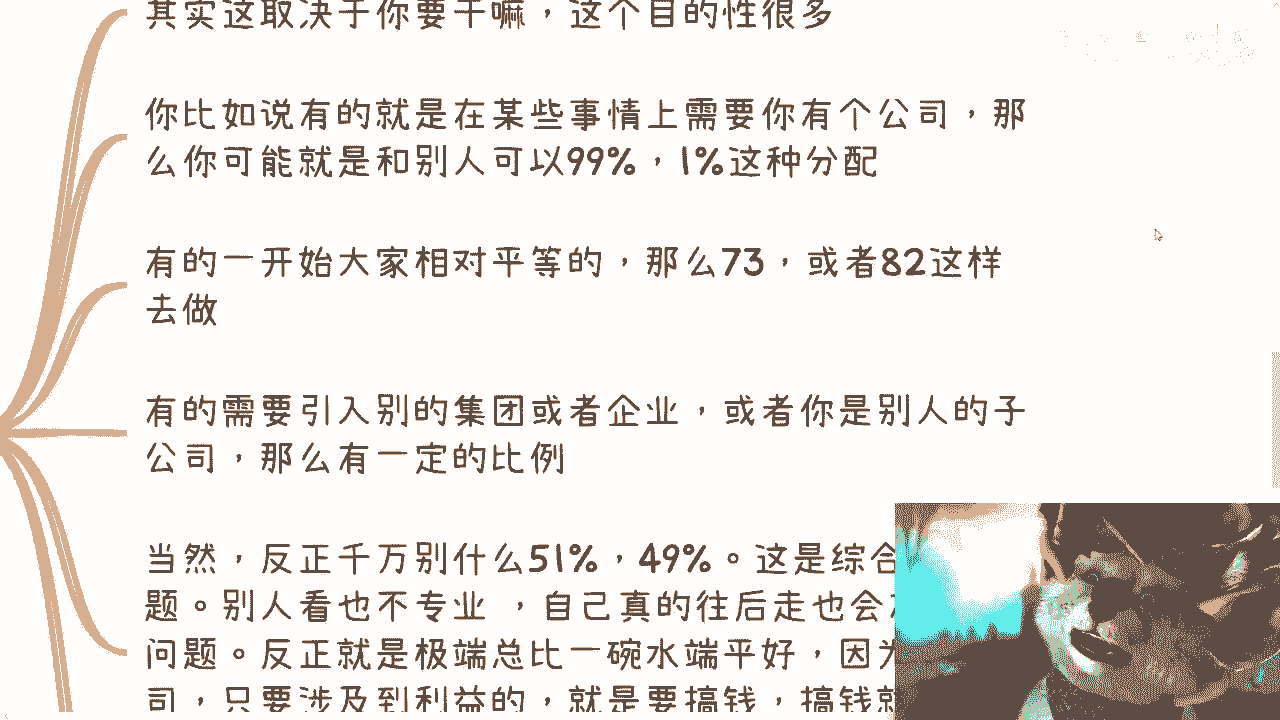 其实这取决于你要干嘛，这个目的性很多
你比如说有的就是在某些事情上需要你有个公司，那
么你可能就是和别人可以99%，1%这种分配
有的一开始大家相对平等的，那么73，或者82这样
去做
有的需要引入别的集团或者企业，或者你是别人的子
公司，那么有一定的比例
当然，反正千万别什么51%，49%。这是综合
题。别人看也不专业 ，自己真的往后走也会
问题。反正就是极端总比一碗水端平好，因为
司，只要涉及到利益的，就是要搞钱，搞钱就